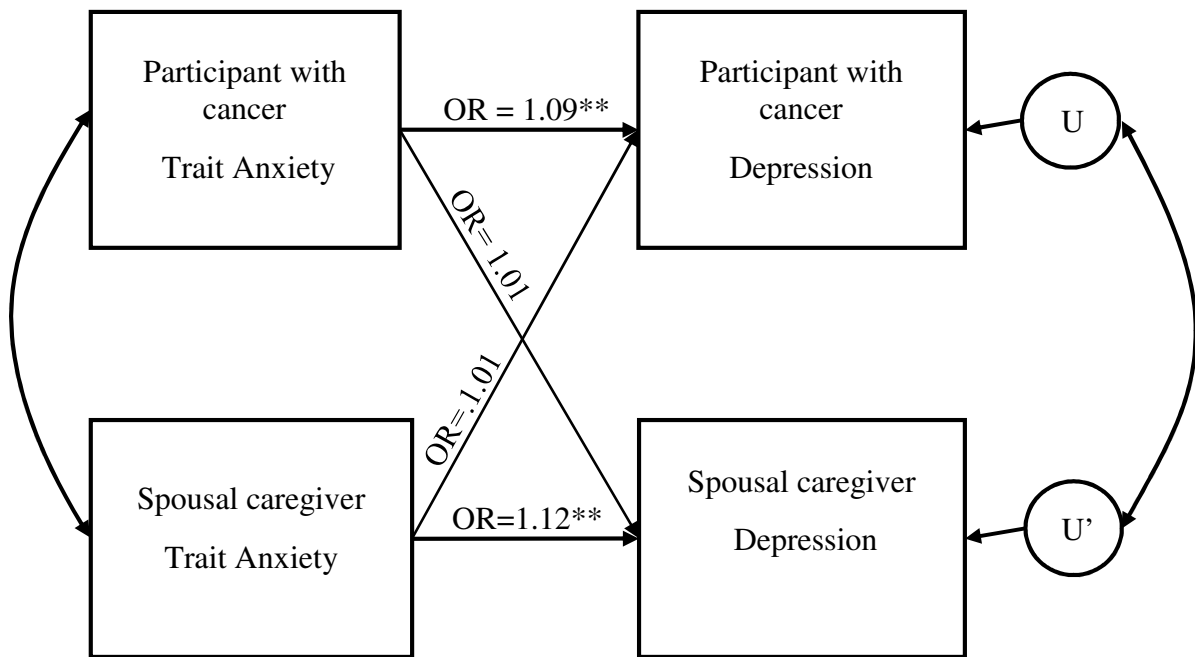 Participant with
cancer
Trait Anxiety
OR = 1.09**
Participant with
cancer
Depression
U
OR= 1.01
OR=.1.01
Spousal caregiver
Trait Anxiety
OR=1.12**
Spousal caregiver
Depression
U’